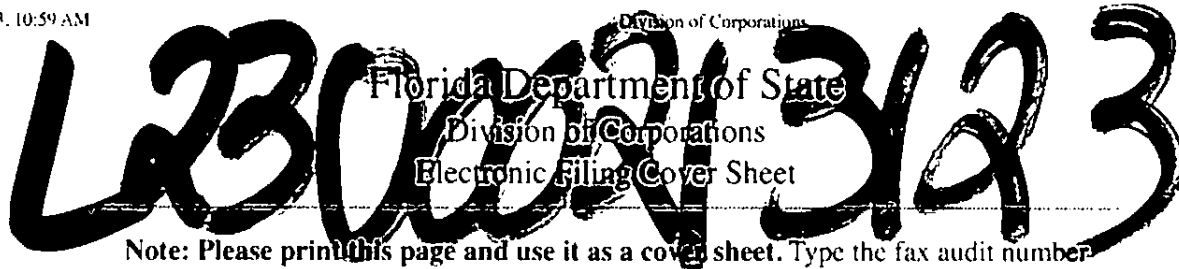 3, 10:59 AM Division of Corporations
L23000213123
Florida Department of State
Division of Corporations
Electronic Filing Cover Sheet
Note: Please print this page and use it as a cover sheet. Type the fax audit number